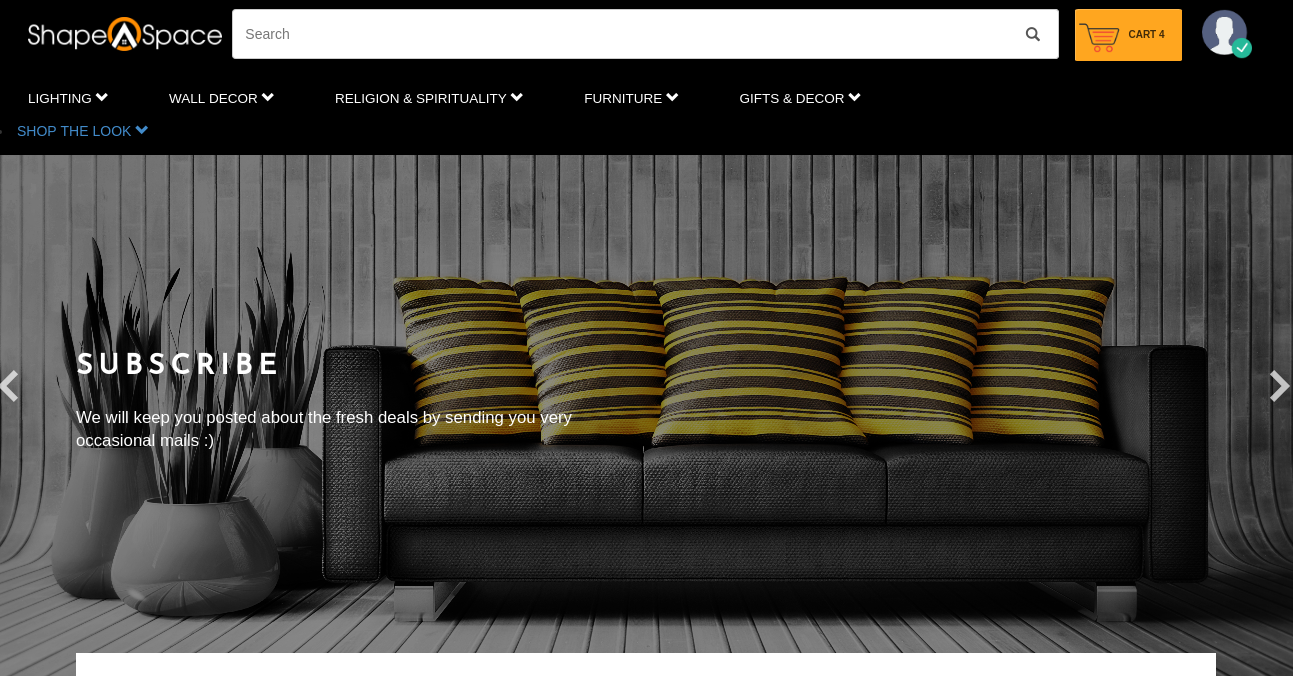 ShapeASpace
Search
CART 4
LIGHTING
WALL DECOR
RELIGION & SPIRITUALITY
FURNITURE
GIFTS & DECOR
SHOP THE LOOK
SUBSCRIBE
We will keep you posted about the fresh deals by sending you very
occasional mails :)